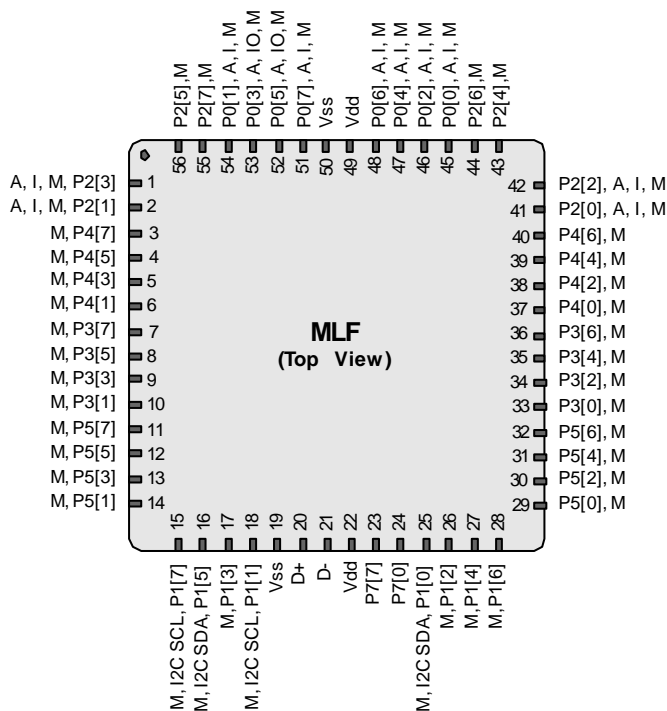 P2[5],M
P2[7],M
P0[1], A, I, M
P0[3], A, IO, M
P0[5], A, IO, M
P0[7], A, I, M
Vss
Vdd
P0[6], A, I, M
P0[4], A, I, M
P0[2], A, I, M
P0[0], A, I, M
P2[6],M
P2[4],M
56
55
54
53
52
51
50
49
48
47
46
45
44
43
A, I, M, P2[3] 1
A, I, M, P2[1] 2
M, P4[7] 3
M, P4[5] 4
M, P4[3] 5
M, P4[1] 6
M, P3[7] 7
M, P3[5] 8
M, P3[3] 9
M, P3[1] 10
M, P5[7] 11
M, P5[5] 12
M, P5[3] 13
M, P5[1] 14
MLF
(Top View)
42 P2[2], A, I, M
41 P2[0], A, I, M
40 P4[6], M
39 P4[4], M
38 P4[2], M
37 P4[0], M
36 P3[6], M
35 P3[4], M
34 P3[2], M
33 P3[0], M
32 P5[6], M
31 P5[4], M
30 P5[2], M
29 P5[0], M
15
16
17
18
19
20
21
22
23
24
25
26
27
28
M, I2C SCL, P1[7]
M, I2C SDA, P1[5]
M, P1[3]
M, I2C SCL, P1[1]
Vss
D+
D-
Vdd
P7[7]
P7[0]
M, I2C SDA, P1[0]
M, P1[2]
M, P1[4]
M, P1[6]